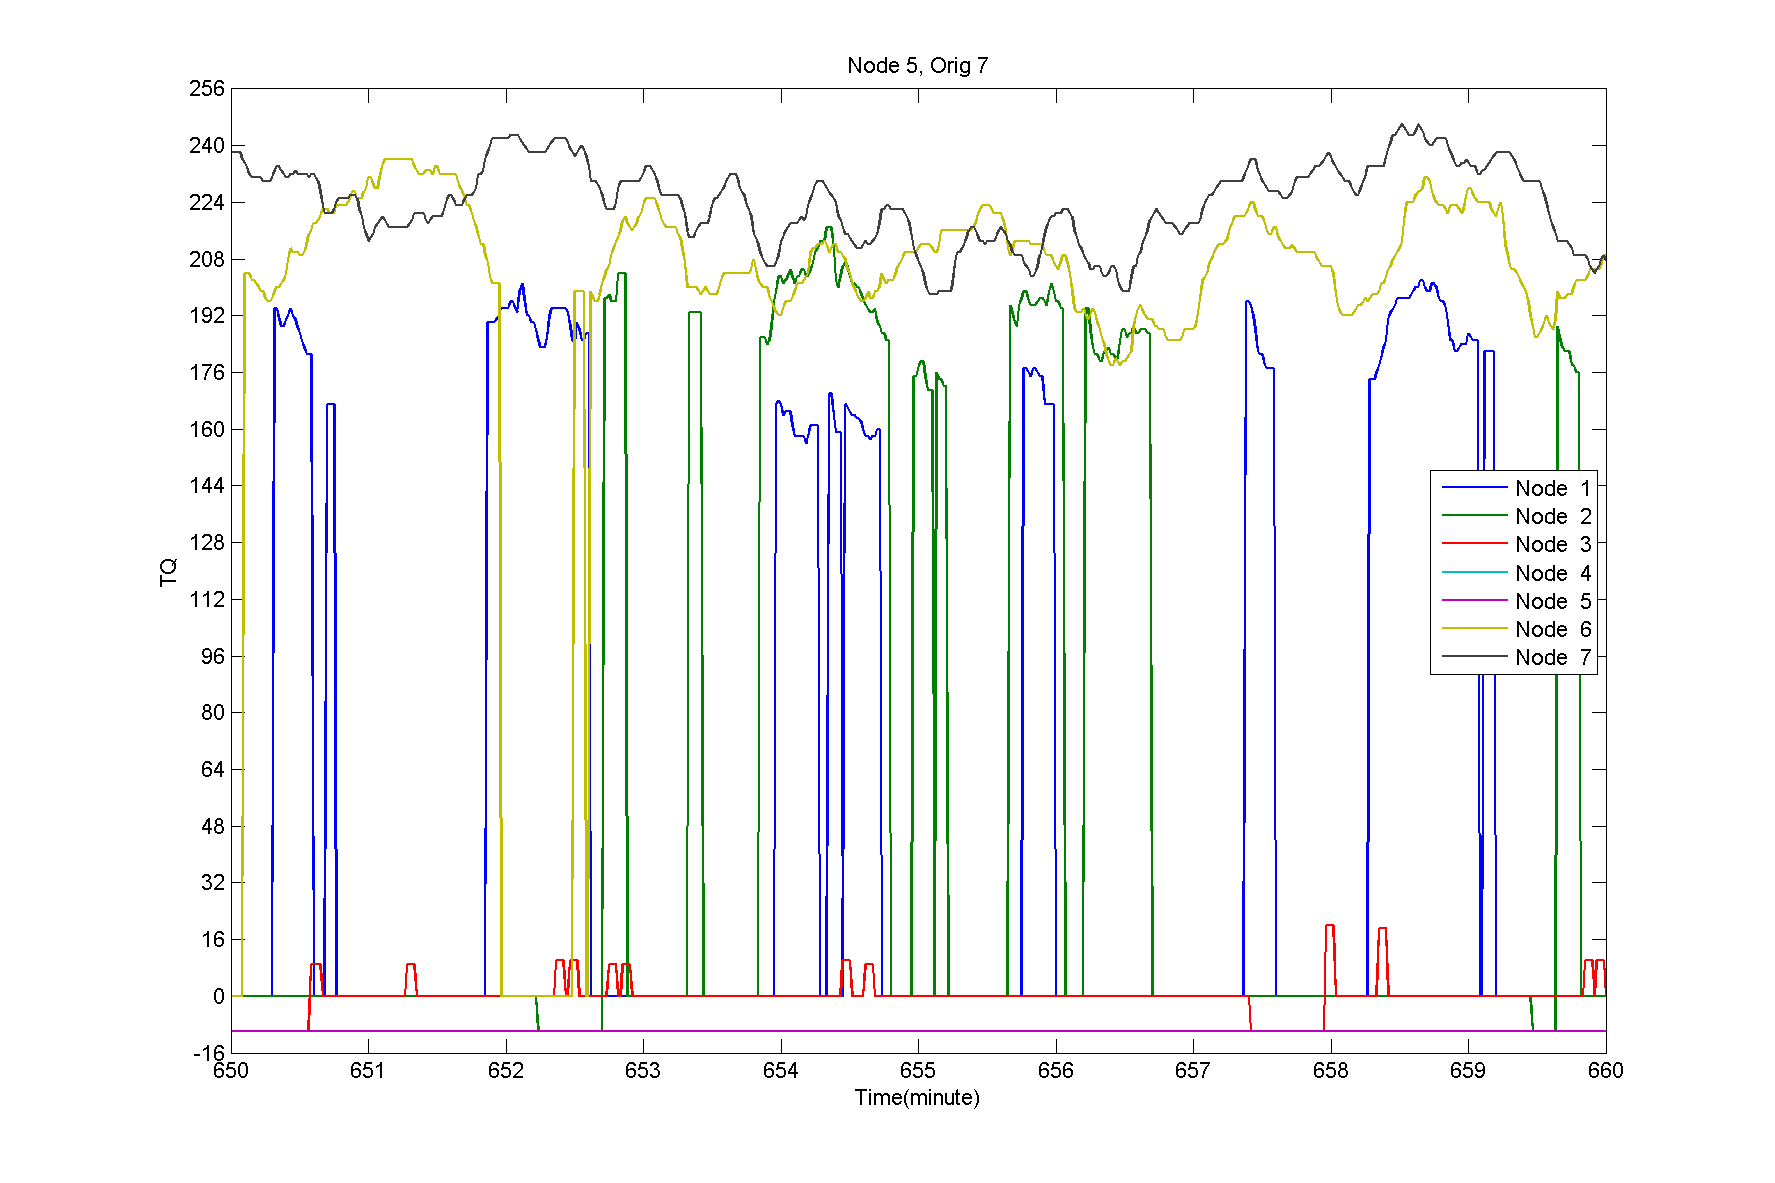 Node 5, Orig 7
256
240
224
208
192
176
160
144
128
112
96
80
64
48
32
16
0
-16
TQ
650 651 652 653 654 655 656 657 658 659 660
Time(minute)
Node 1
Node 2
Node 3
Node 4
Node 5
Node 6
Node 7